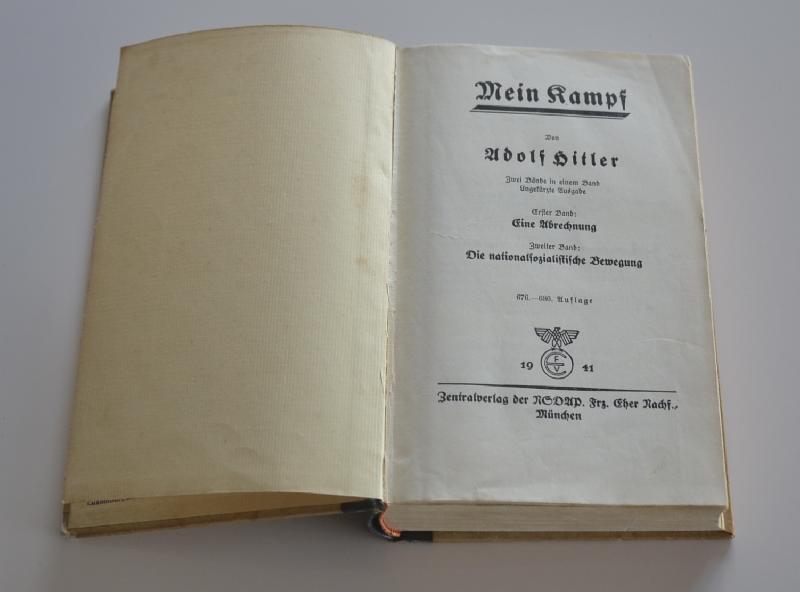 Mein Kampf
Von
Adolf Hitler
Zwei Bände in einem Band
Ungekürzte Ausgabe
Erster Band:
Eine Abrechnung
Zweiter Band:
Die nationalsozialistische Bewegung
676.—680. Auflage
F
19 41
V
Zentralverlag der NSDAP. Frz. Eher Nachf.,
München